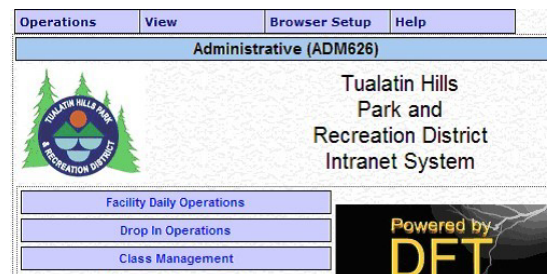 Operations View Browser Setup Help
Administrative (ADM626)
TUALATIN HILLS PARK & RECREATION DISTRICT
Tualatin Hills
Park and
Recreation District
Intranet System
Facility Daily Operations
Drop In Operations
Class Management
Powered by
DFT